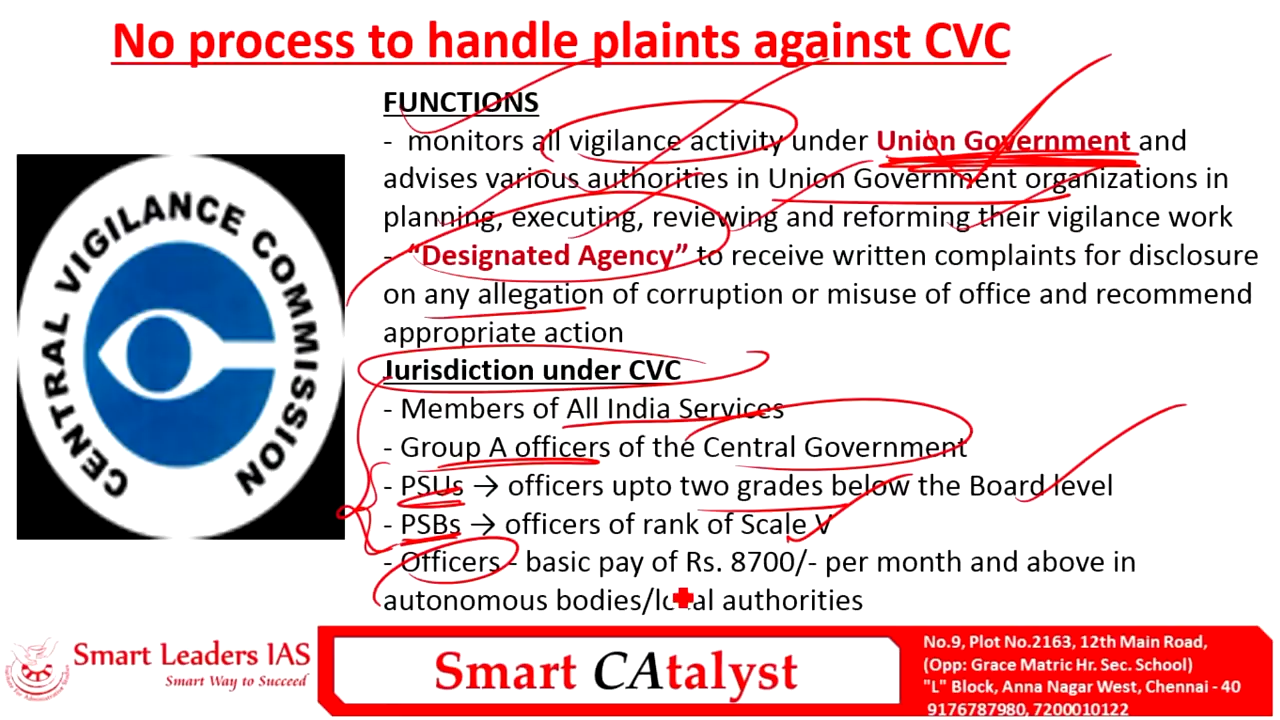 No process to handle plaints against CVC
FUNCTIONS
- monitors all vigilance activity under Union Government and
advises various authorities in Union Government organizations in
planning, executing, reviewing and reforming their vigilance work
- “Designated Agency” to receive written complaints for disclosure
on any allegation of corruption or misuse of office and recommend
appropriate action
Jurisdiction under CVC
- Members of All India Services
- Group A officers of the Central Government
- PSUs → officers upto two grades below the Board level
- PSBs → officers of rank of Scale V
- Officers - basic pay of Rs. 8700/- per month and above in
autonomous bodies/local authorities
CENTRAL VIGILANCE COMMISSION
Smart Leaders IAS
Smart Way to Succeed
Smart CAtalyst
No.9, Plot No.2163, 12th Main Road,
(Opp: Grace Matric Hr. Sec. School)
"L" Block, Anna Nagar West, Chennai - 40
9176787980, 7200010122